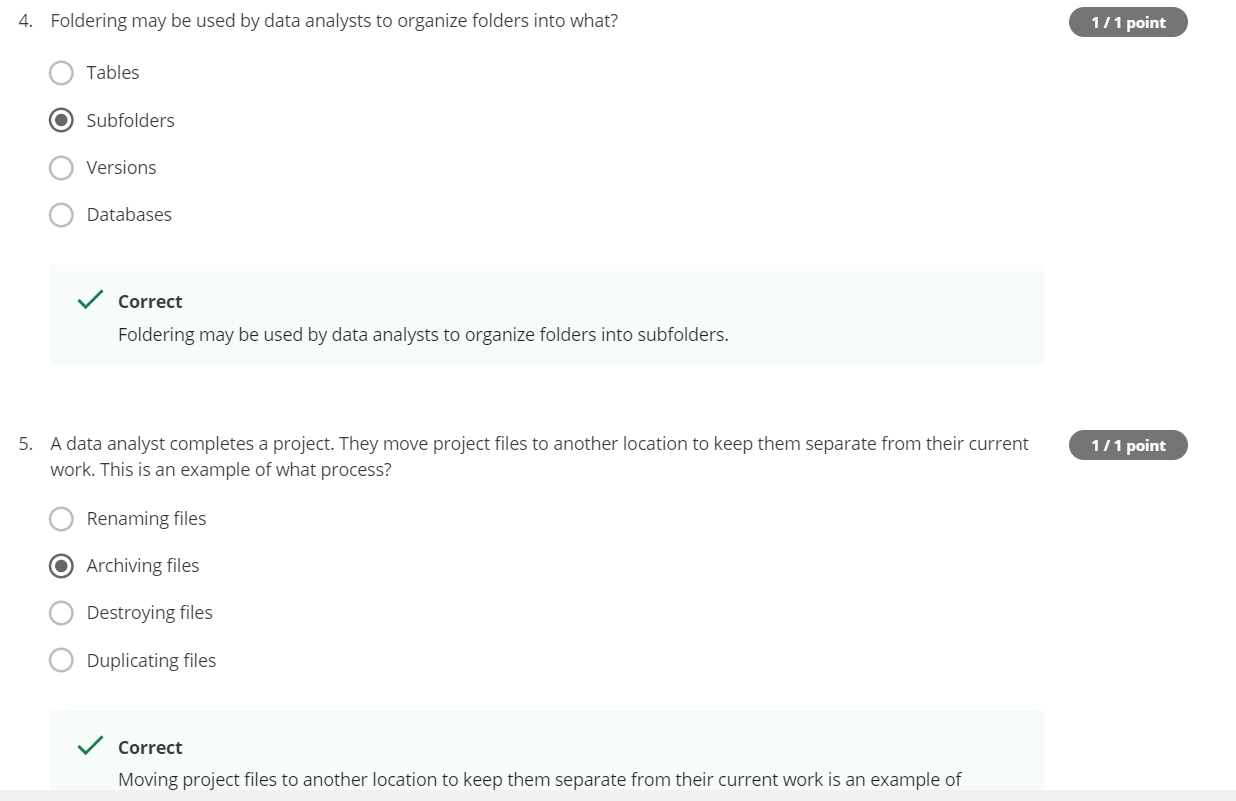 4. Foldering may be used by data analysts to organize folders into what?
1 / 1 point
Tables
Subfolders
Versions
Databases
Correct
Foldering may be used by data analysts to organize folders into subfolders.
5. A data analyst completes a project. They move project files to another location to keep them separate from their current
work. This is an example of what process?
1 / 1 point
Renaming files
Archiving files
Destroying files
Duplicating files
Correct
Moving project files to another location to keep them separate from their current work is an example of